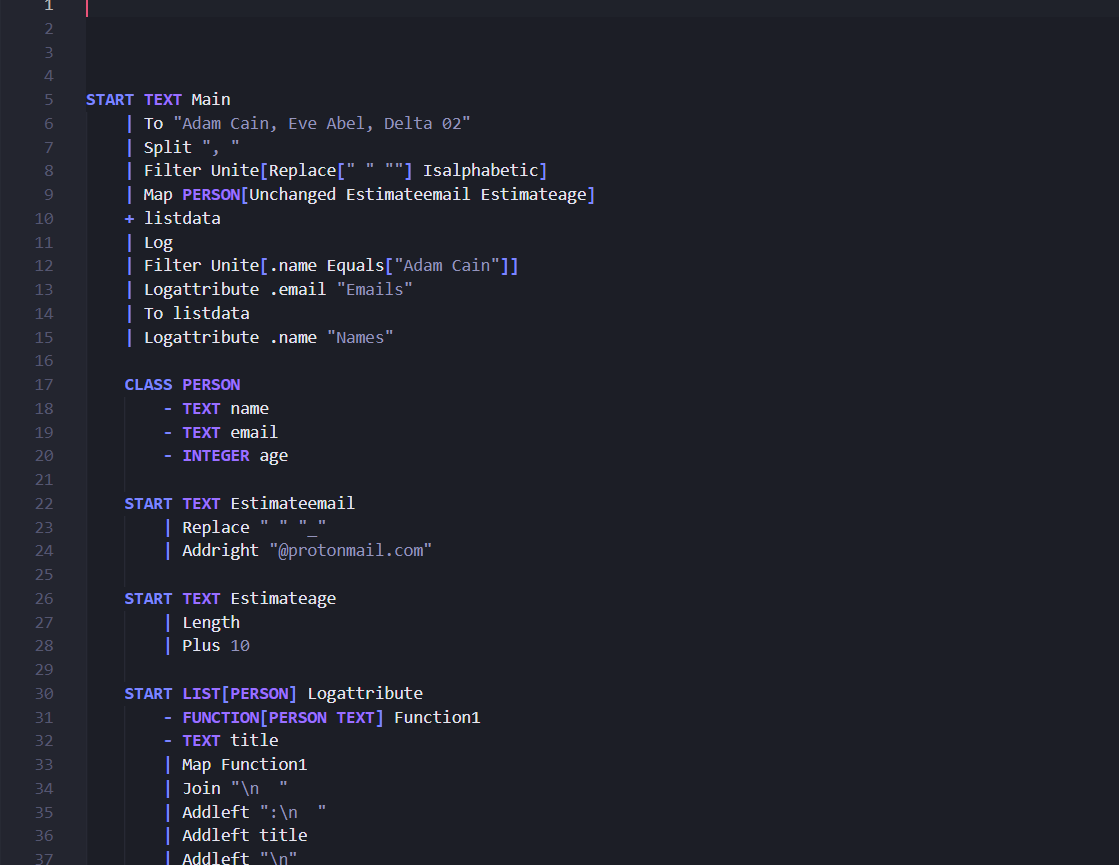 1
2
3
4
5 START TEXT Main
6 | To "Adam Cain, Eve Abel, Delta 02"
7 | Split ", "
8 | Filter Unite[Replace[" " ""] Isalphabetic]
9 | Map PERSON[Unchanged Estimateemail Estimateage]
10 + listdata
11 | Log
12 | Filter Unite[.name Equals["Adam Cain"]]
13 | Logattribute .email "Emails"
14 | To listdata
15 | Logattribute .name "Names"
16
17 CLASS PERSON
18 - TEXT name
19 - TEXT email
20 - INTEGER age
21
22 START TEXT Estimateemail
23 | Replace " " "_"
24 | Addright "@protonmail.com"
25
26 START TEXT Estimateage
27 | Length
28 | Plus 10
29
30 START LIST[PERSON] Logattribute
31 - FUNCTION[PERSON TEXT] Function1
32 - TEXT title
33 | Map Function1
34 | Join "\n  "
35 | Addleft ":\n  "
36 | Addleft title
37 | Addleft "\n"